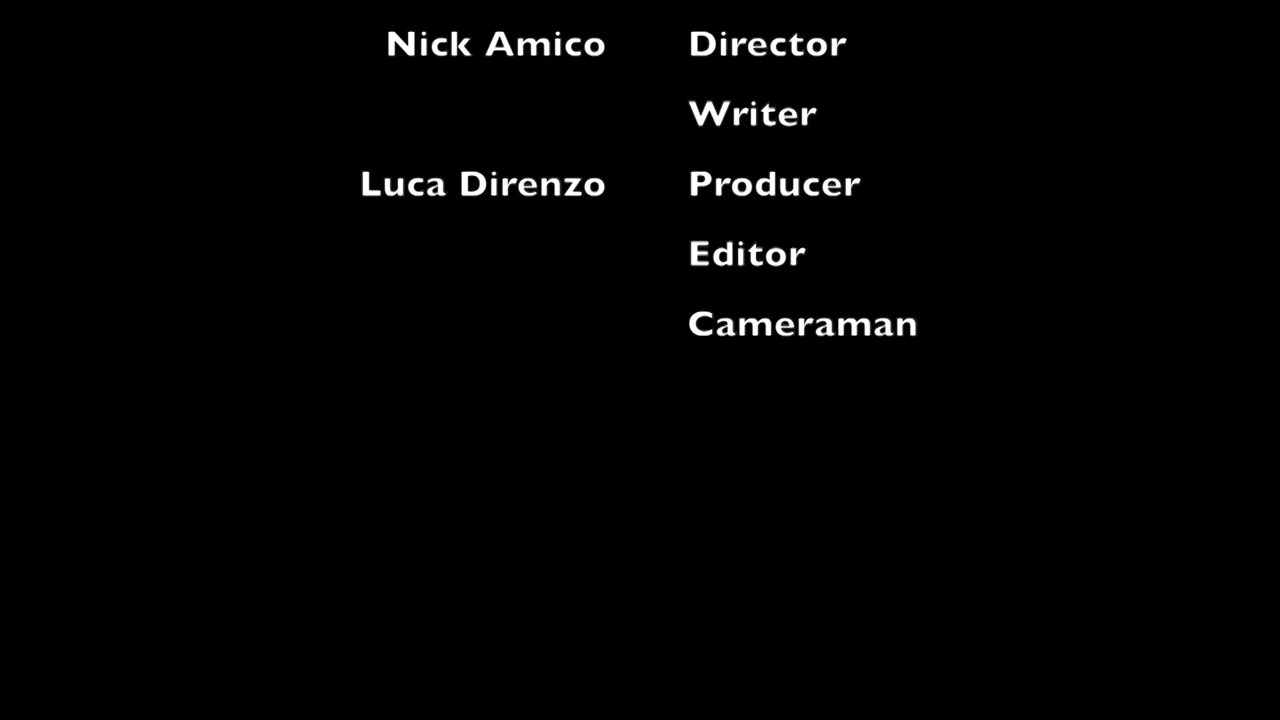 Nick Amico Director
Writer
Luca Direnzo Producer
Editor
Cameraman